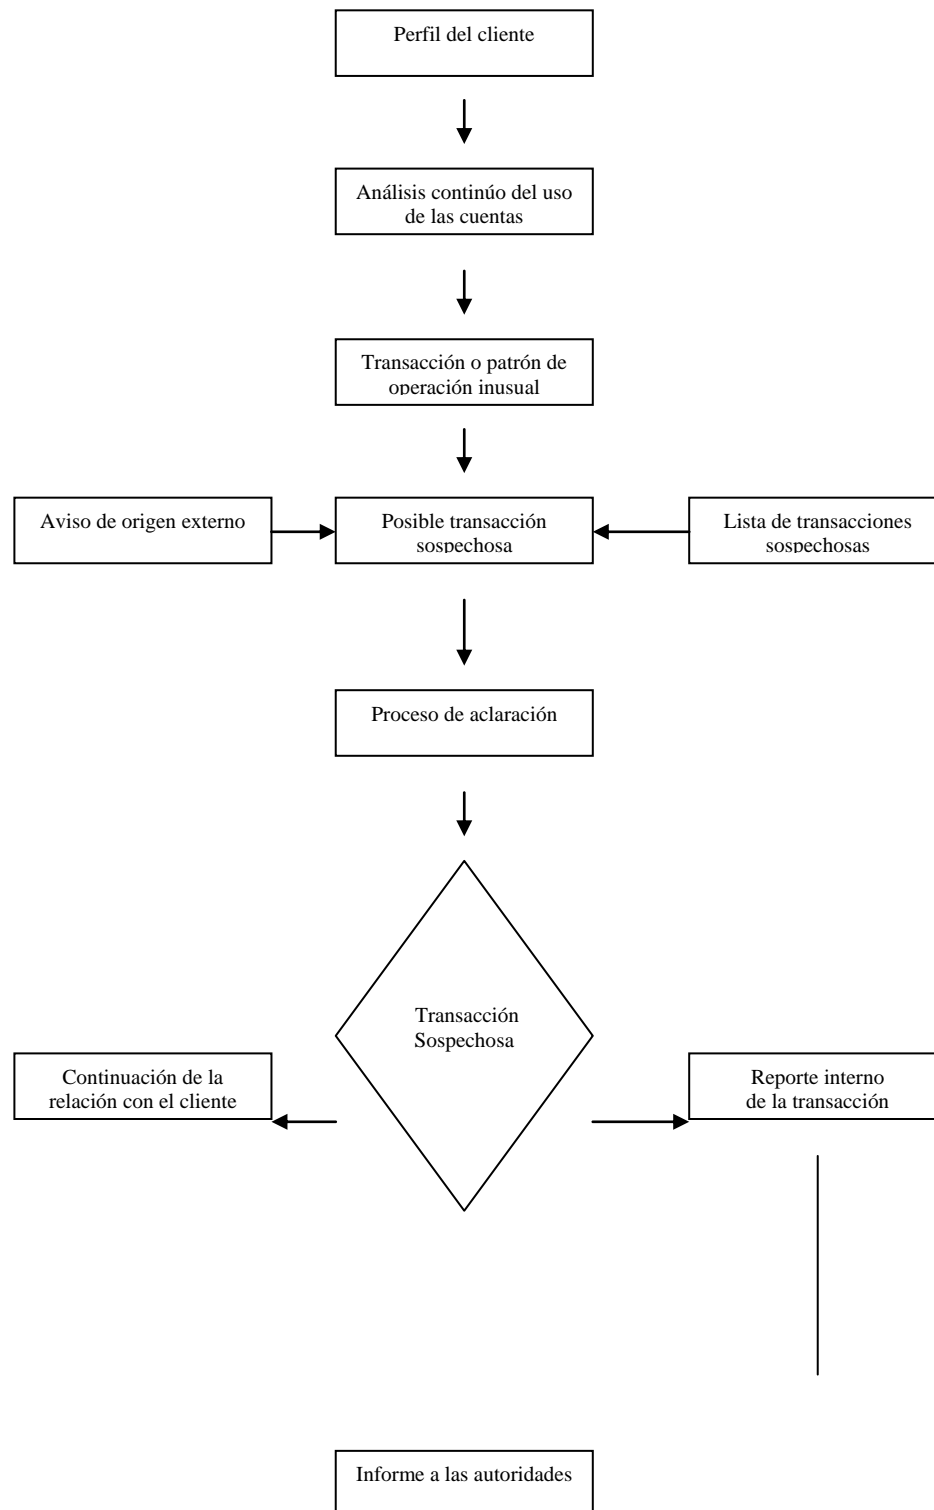 Perfil del cliente
Análisis continúo del uso
de las cuentas
Transacción o patrón de
operación inusual
Aviso de origen externo
Posible transacción
sospechosa
Lista de transacciones
sospechosas
Proceso de aclaración
Transacción
Sospechosa
Continuación de la
relación con el cliente
Reporte interno
de la transacción
Informe a las autoridades